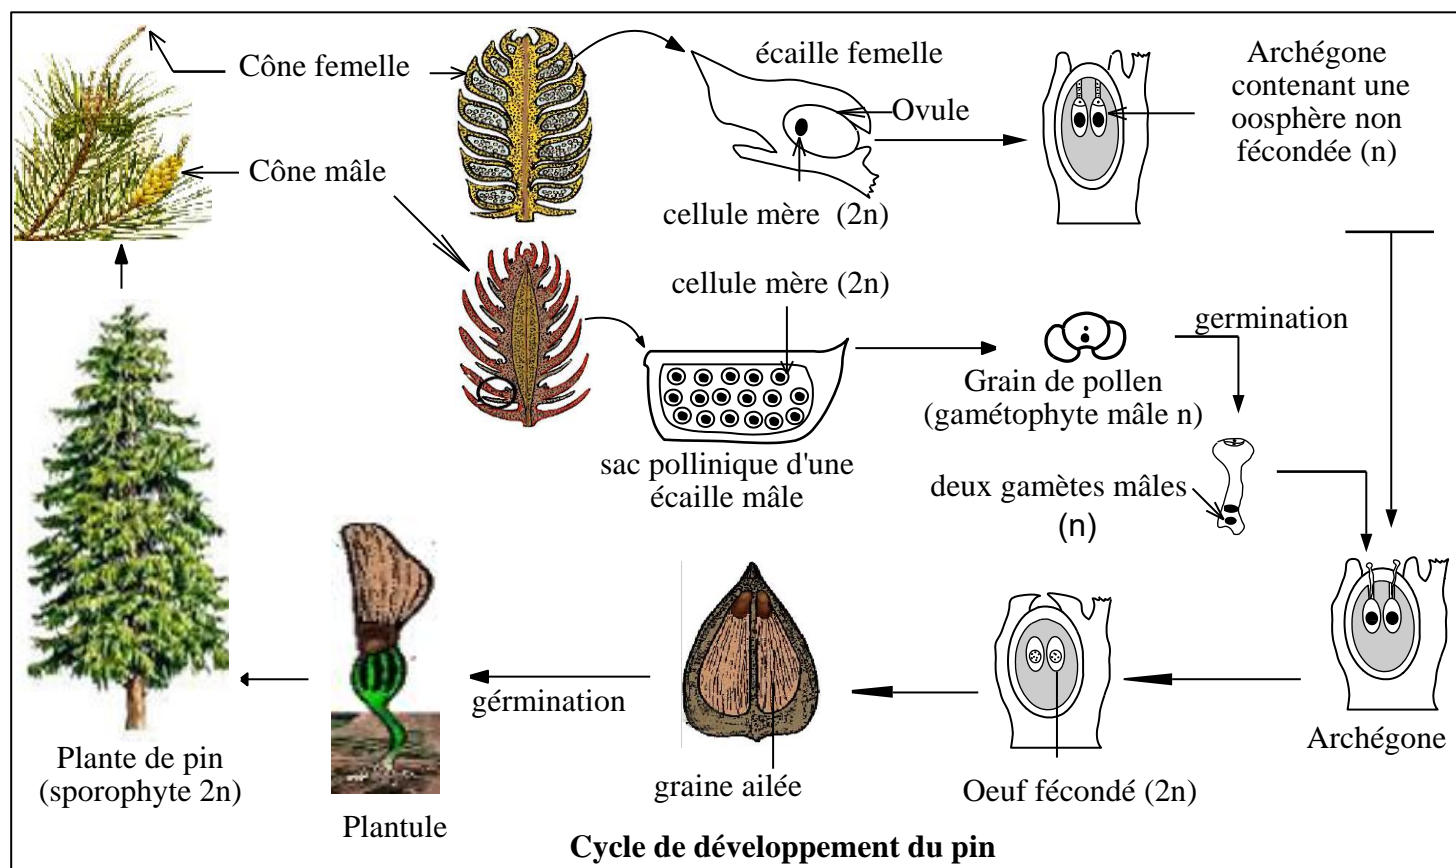 Cône femelle
écaille femelle
Ovule
cellule mère (2n)
Archégone
contenant une
oosphère non
fécondée (n)
Cône mâle
cellule mère (2n)
sac pollinique d'une
écaille mâle
Grain de pollen
(gamétophyte mâle n)
germination
deux gamètes mâles
(n)
Archégone
Oeuf fécondé (2n)
graine ailée
gérmination
Plantule
Plante de pin
(sporophyte 2n)
Cycle de développement du pin